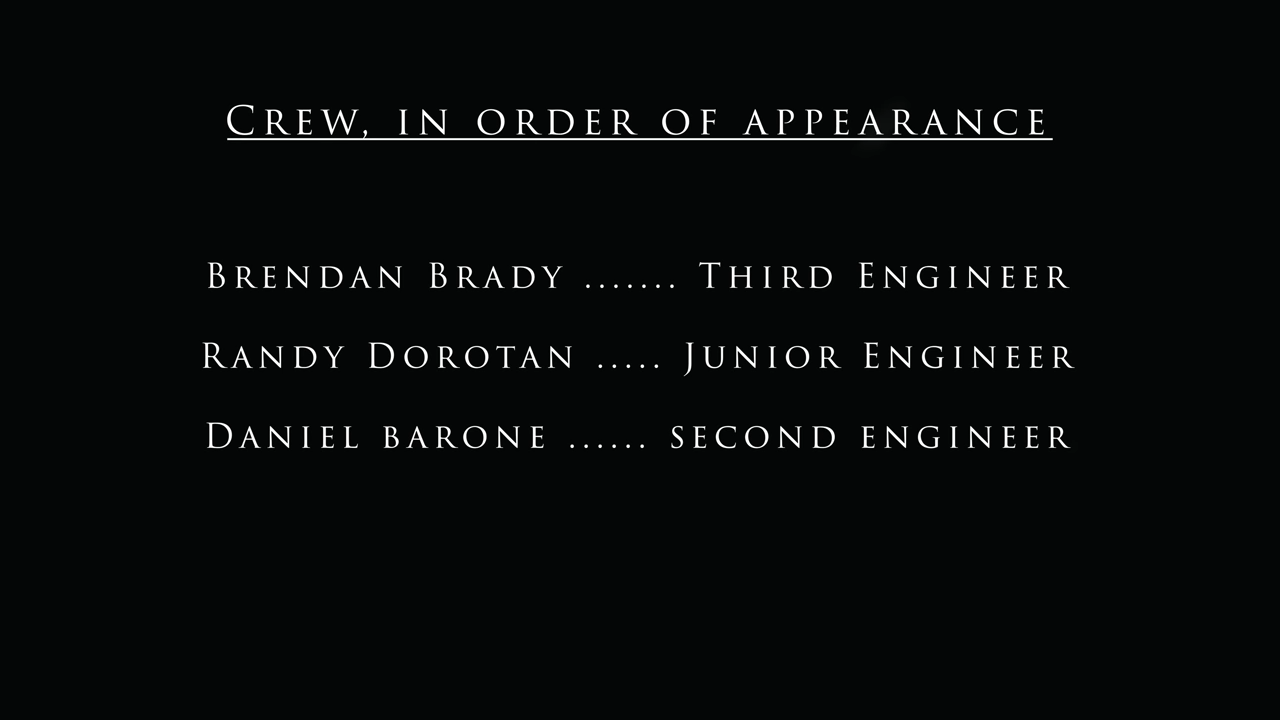 Crew, in order of appearance
Brendan Brady ....... Third Engineer
Randy Dorotan ..... Junior Engineer
Daniel barone ...... second engineer